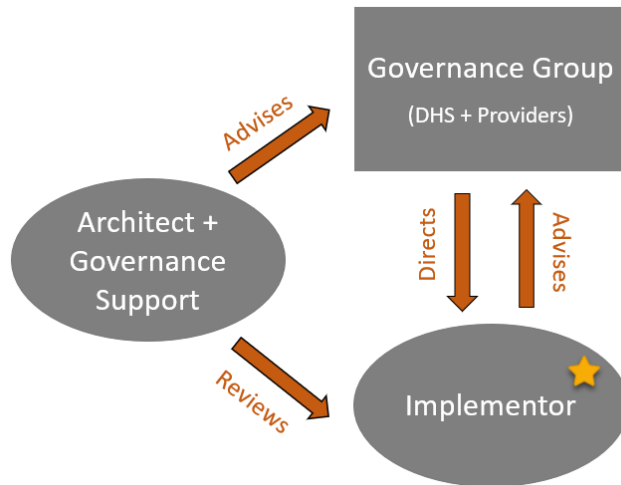 Governance Group
(DHS + Providers)
Advises
Architect +
Governance
Support
Directs
Advises
Reviews
Implementor